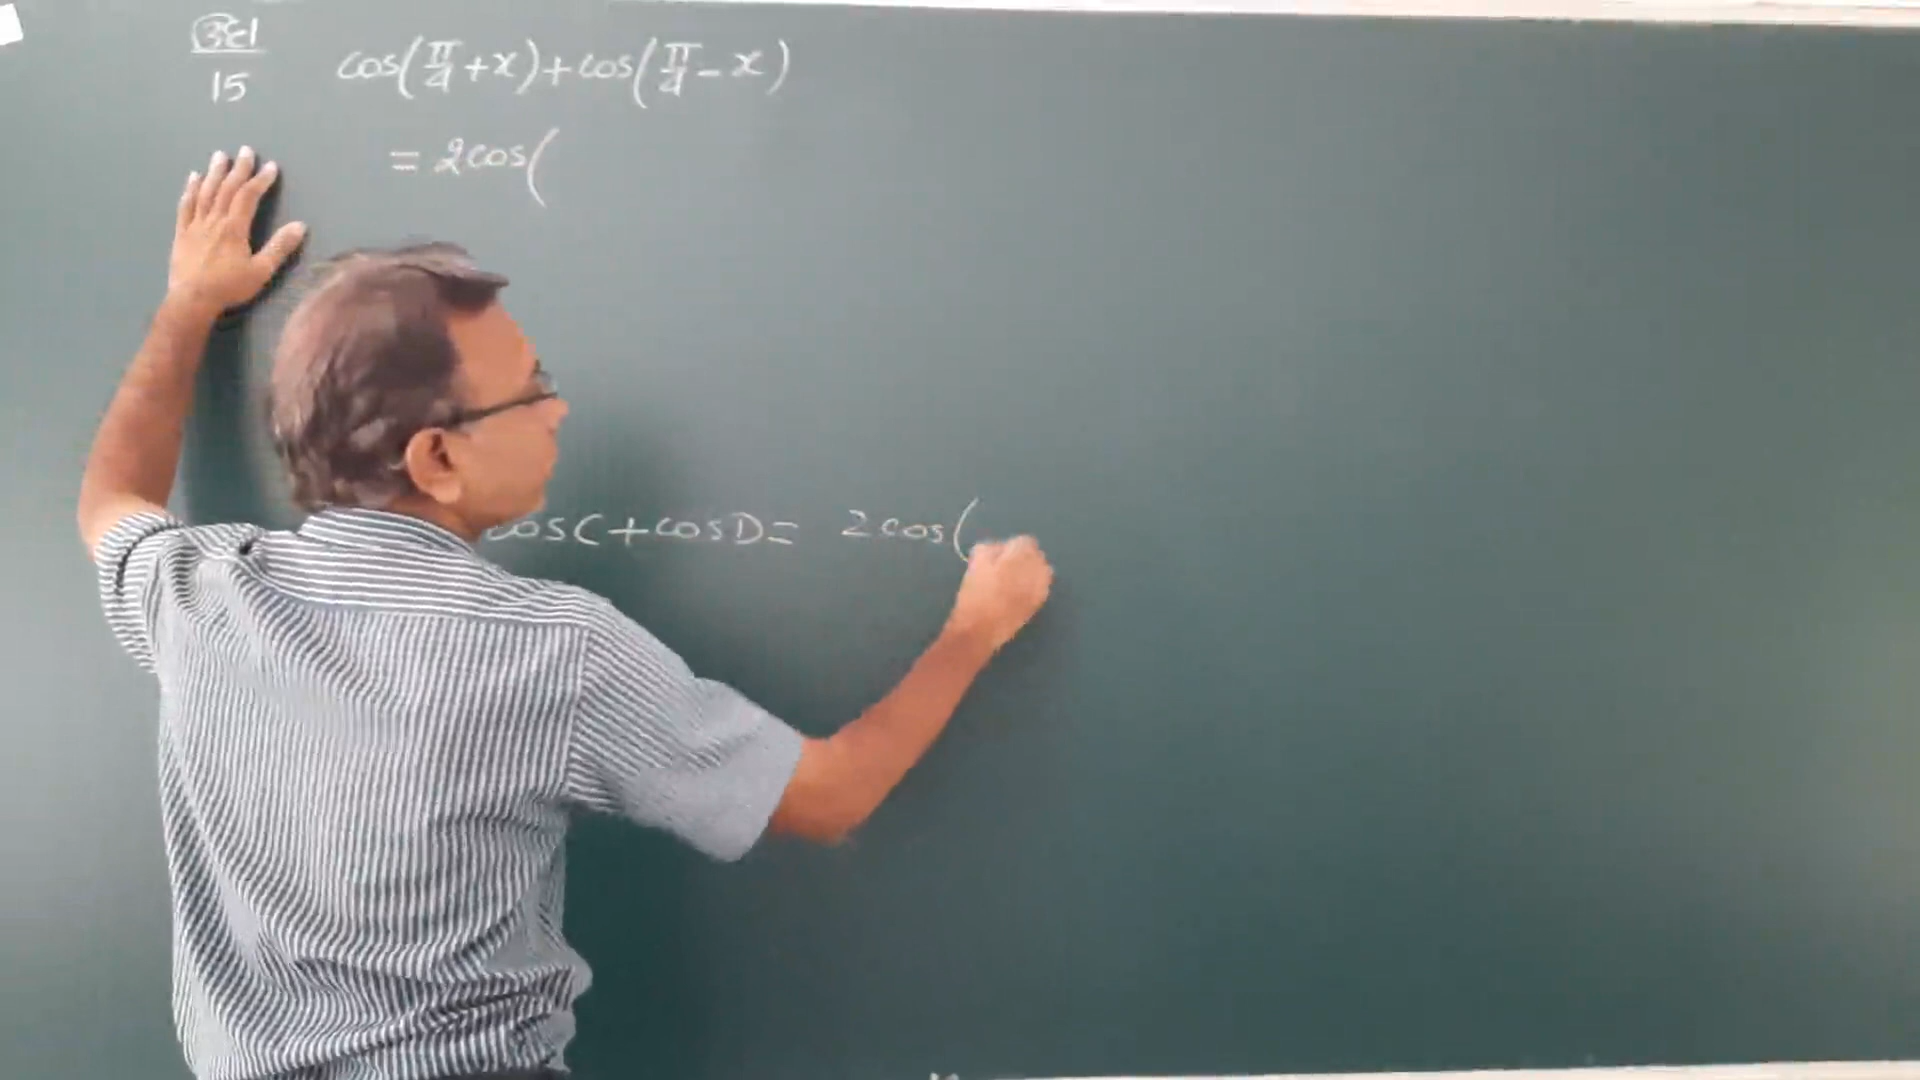 15 cos(π/4 + x) + cos(π/4 - x)
= 2cos(
cosC + cosD = 2cos(